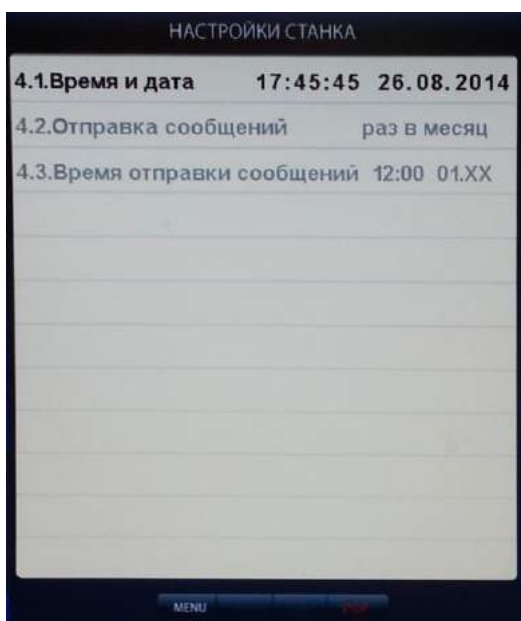 НАСТРОЙКИ СТАНКА
4.1.Время и дата 17:45:45 26.08.2014
4.2.Отправка сообщений раз в месяц
4.3.Время отправки сообщений 12:00 01.XX
MENU